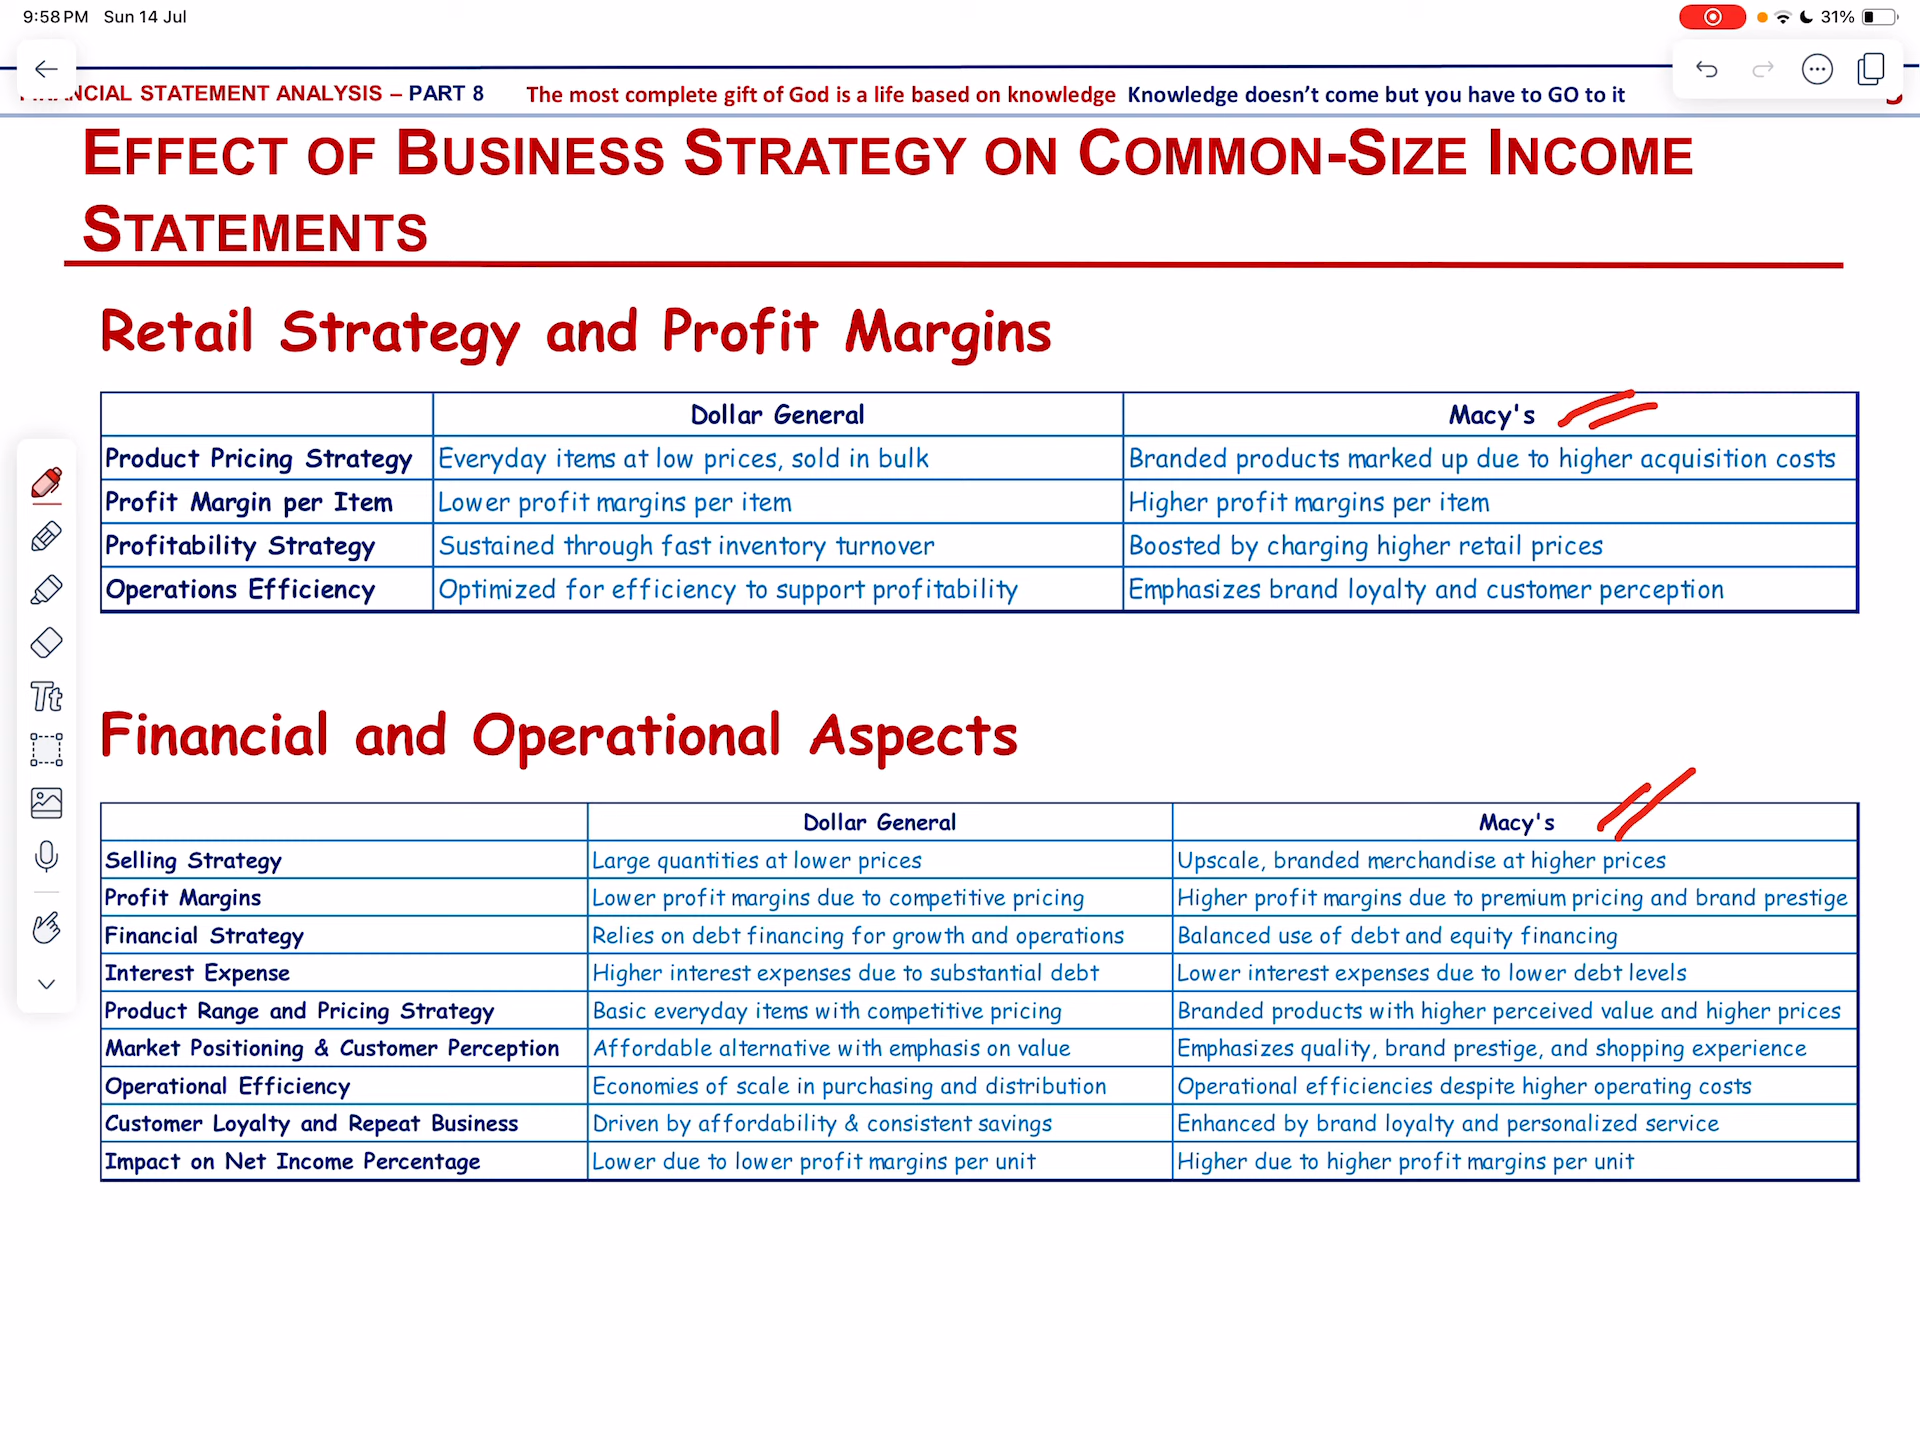 9:58 PM Sun 14 Jul 31%
NCIAL STATEMENT ANALYSIS – PART 8 The most complete gift of God is a life based on knowledge Knowledge doesn't come but you have to GO to it
EFFECT OF BUSINESS STRATEGY ON COMMON-SIZE INCOME
STATEMENTS
Retail Strategy and Profit Margins
Dollar General Macy's
Product Pricing Strategy Everyday items at low prices, sold in bulk Branded products marked up due to higher acquisition costs
Profit Margin per Item Lower profit margins per item Higher profit margins per item
Profitability Strategy Sustained through fast inventory turnover Boosted by charging higher retail prices
Operations Efficiency Optimized for efficiency to support profitability Emphasizes brand loyalty and customer perception
Financial and Operational Aspects
Dollar General Macy's
Selling Strategy Large quantities at lower prices Upscale, branded merchandise at higher prices
Profit Margins Lower profit margins due to competitive pricing Higher profit margins due to premium pricing and brand prestige
Financial Strategy Relies on debt financing for growth and operations Balanced use of debt and equity financing
Interest Expense Higher interest expenses due to substantial debt Lower interest expenses due to lower debt levels
Product Range and Pricing Strategy Basic everyday items with competitive pricing Branded products with higher perceived value and higher prices
Market Positioning & Customer Perception Affordable alternative with emphasis on value Emphasizes quality, brand prestige, and shopping experience
Operational Efficiency Economies of scale in purchasing and distribution Operational efficiencies despite higher operating costs
Customer Loyalty and Repeat Business Driven by affordability & consistent savings Enhanced by brand loyalty and personalized service
Impact on Net Income Percentage Lower due to lower profit margins per unit Higher due to higher profit margins per unit
Tt